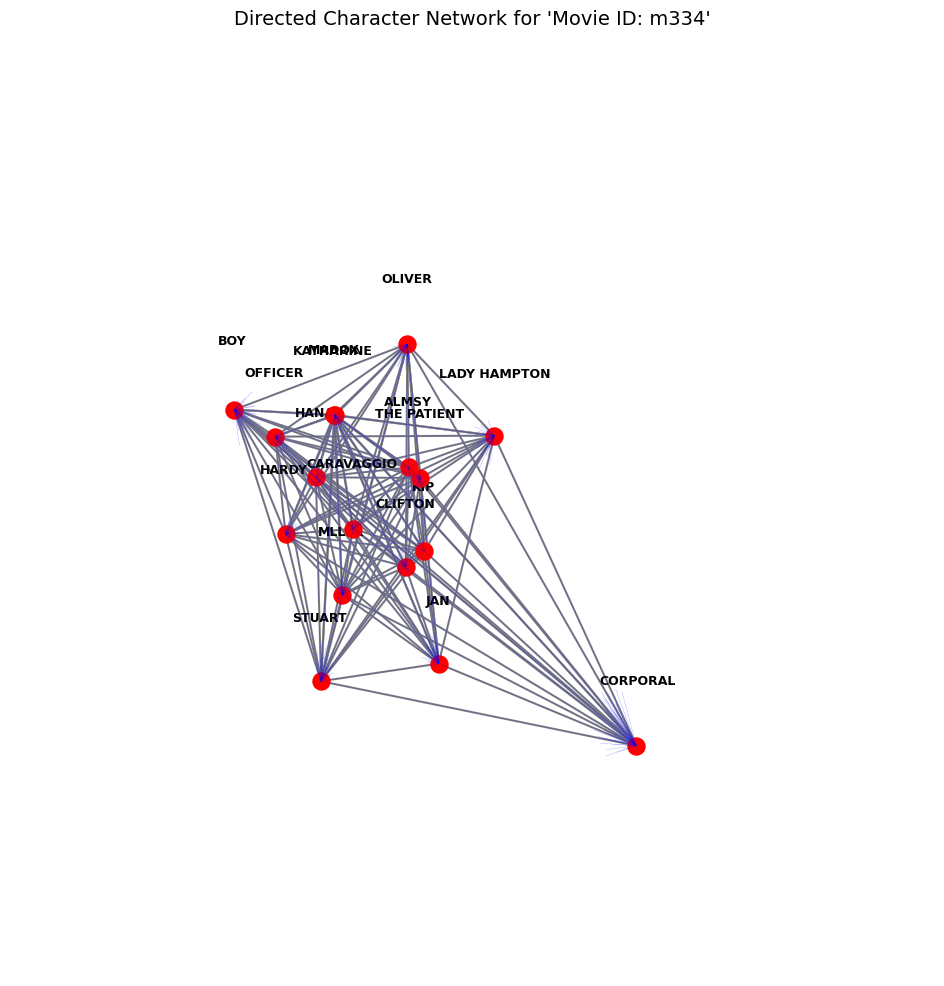 Directed Character Network for 'Movie ID: m334'
OLIVER
BOY
KATHARINE
MADOX
OFFICER
LADY HAMPTON
ALMSY
HANA
THE PATIENT
CARAVAGGIO
HARDY
KIP
CLIFTON
JAN
STUART
CORPORAL